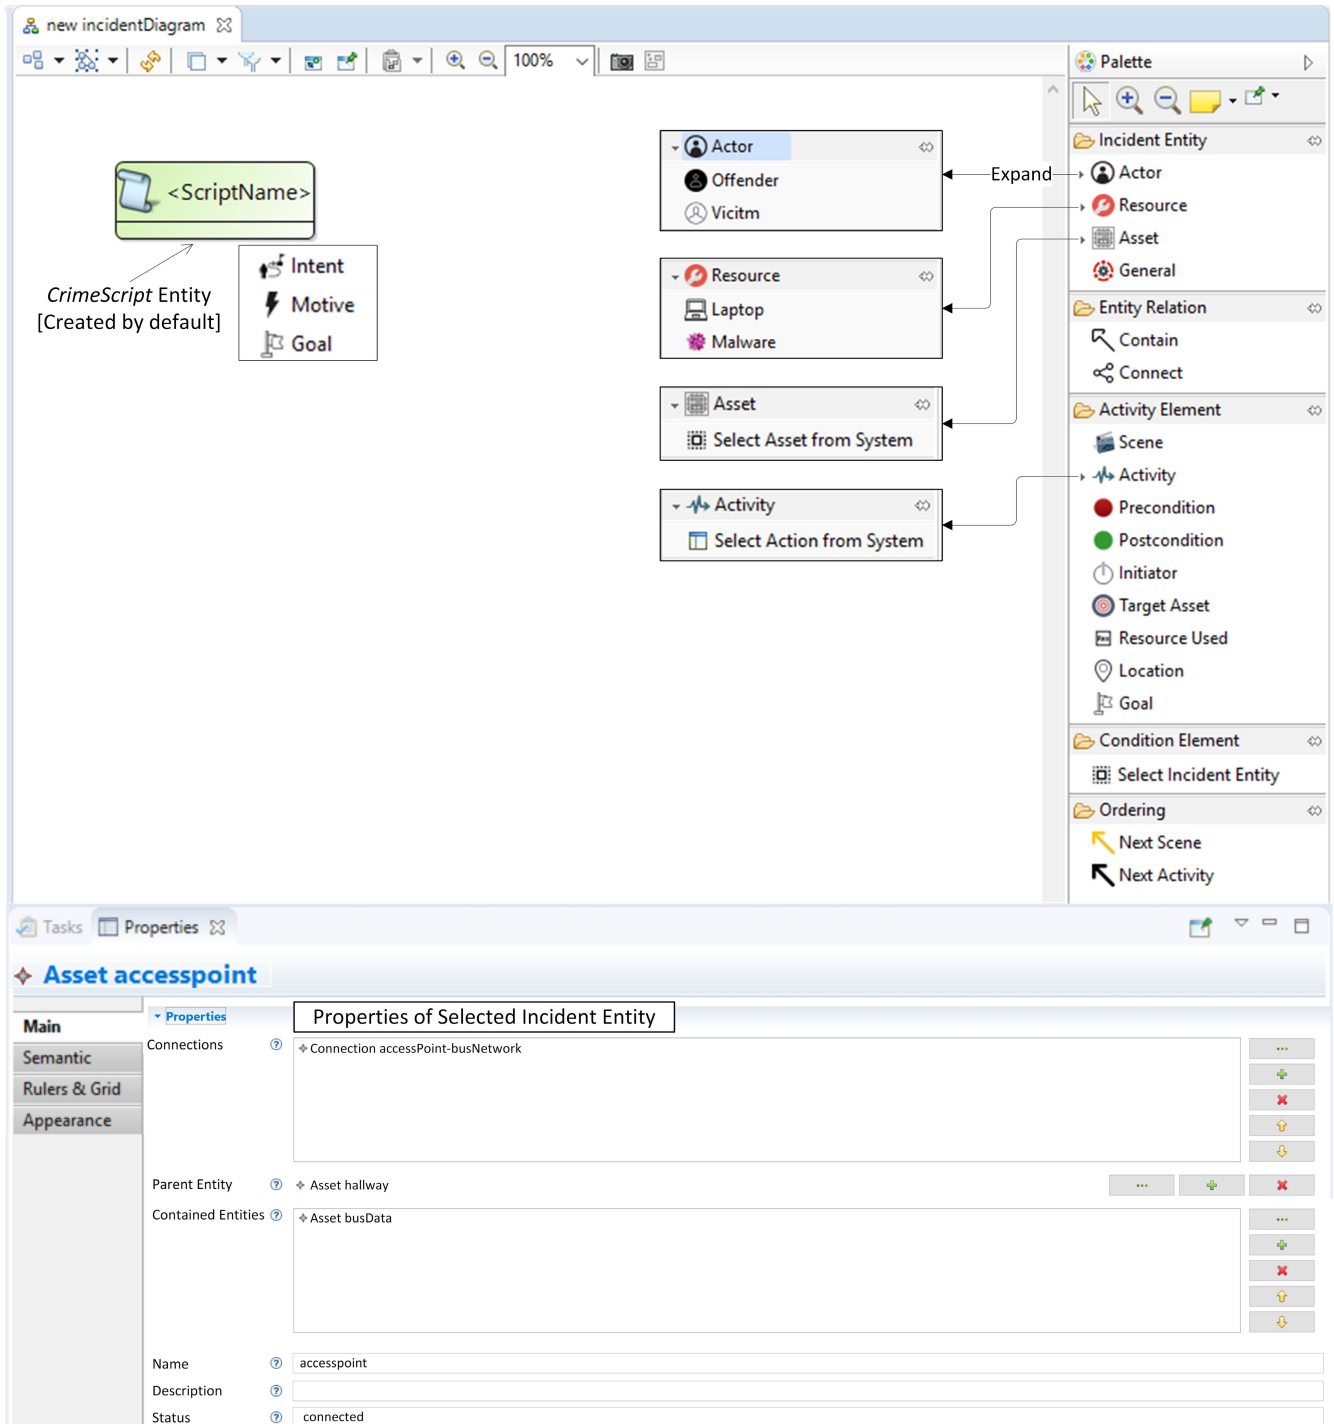 new incidentDiagram
100%
<ScriptName>
CrimeScript Entity
[Created by default]
Intent
Motive
Goal
Actor
Offender
Vicitm
Resource
Laptop
Malware
Asset
Select Asset from System
Activity
Select Action from System
Expand
Palette
Incident Entity
Actor
Resource
Asset
General
Entity Relation
Contain
Connect
Activity Element
Scene
Activity
Precondition
Postcondition
Initiator
Target Asset
Resource Used
Location
Goal
Condition Element
Select Incident Entity
Ordering
Next Scene
Next Activity
Tasks
Properties
Asset accesspoint
Main
Semantic
Rulers & Grid
Appearance
Properties
Properties of Selected Incident Entity
Connections
Connection accessPoint-busNetwork
Parent Entity
Asset hallway
Contained Entities
Asset busData
Name
accesspoint
Description
Status
connected